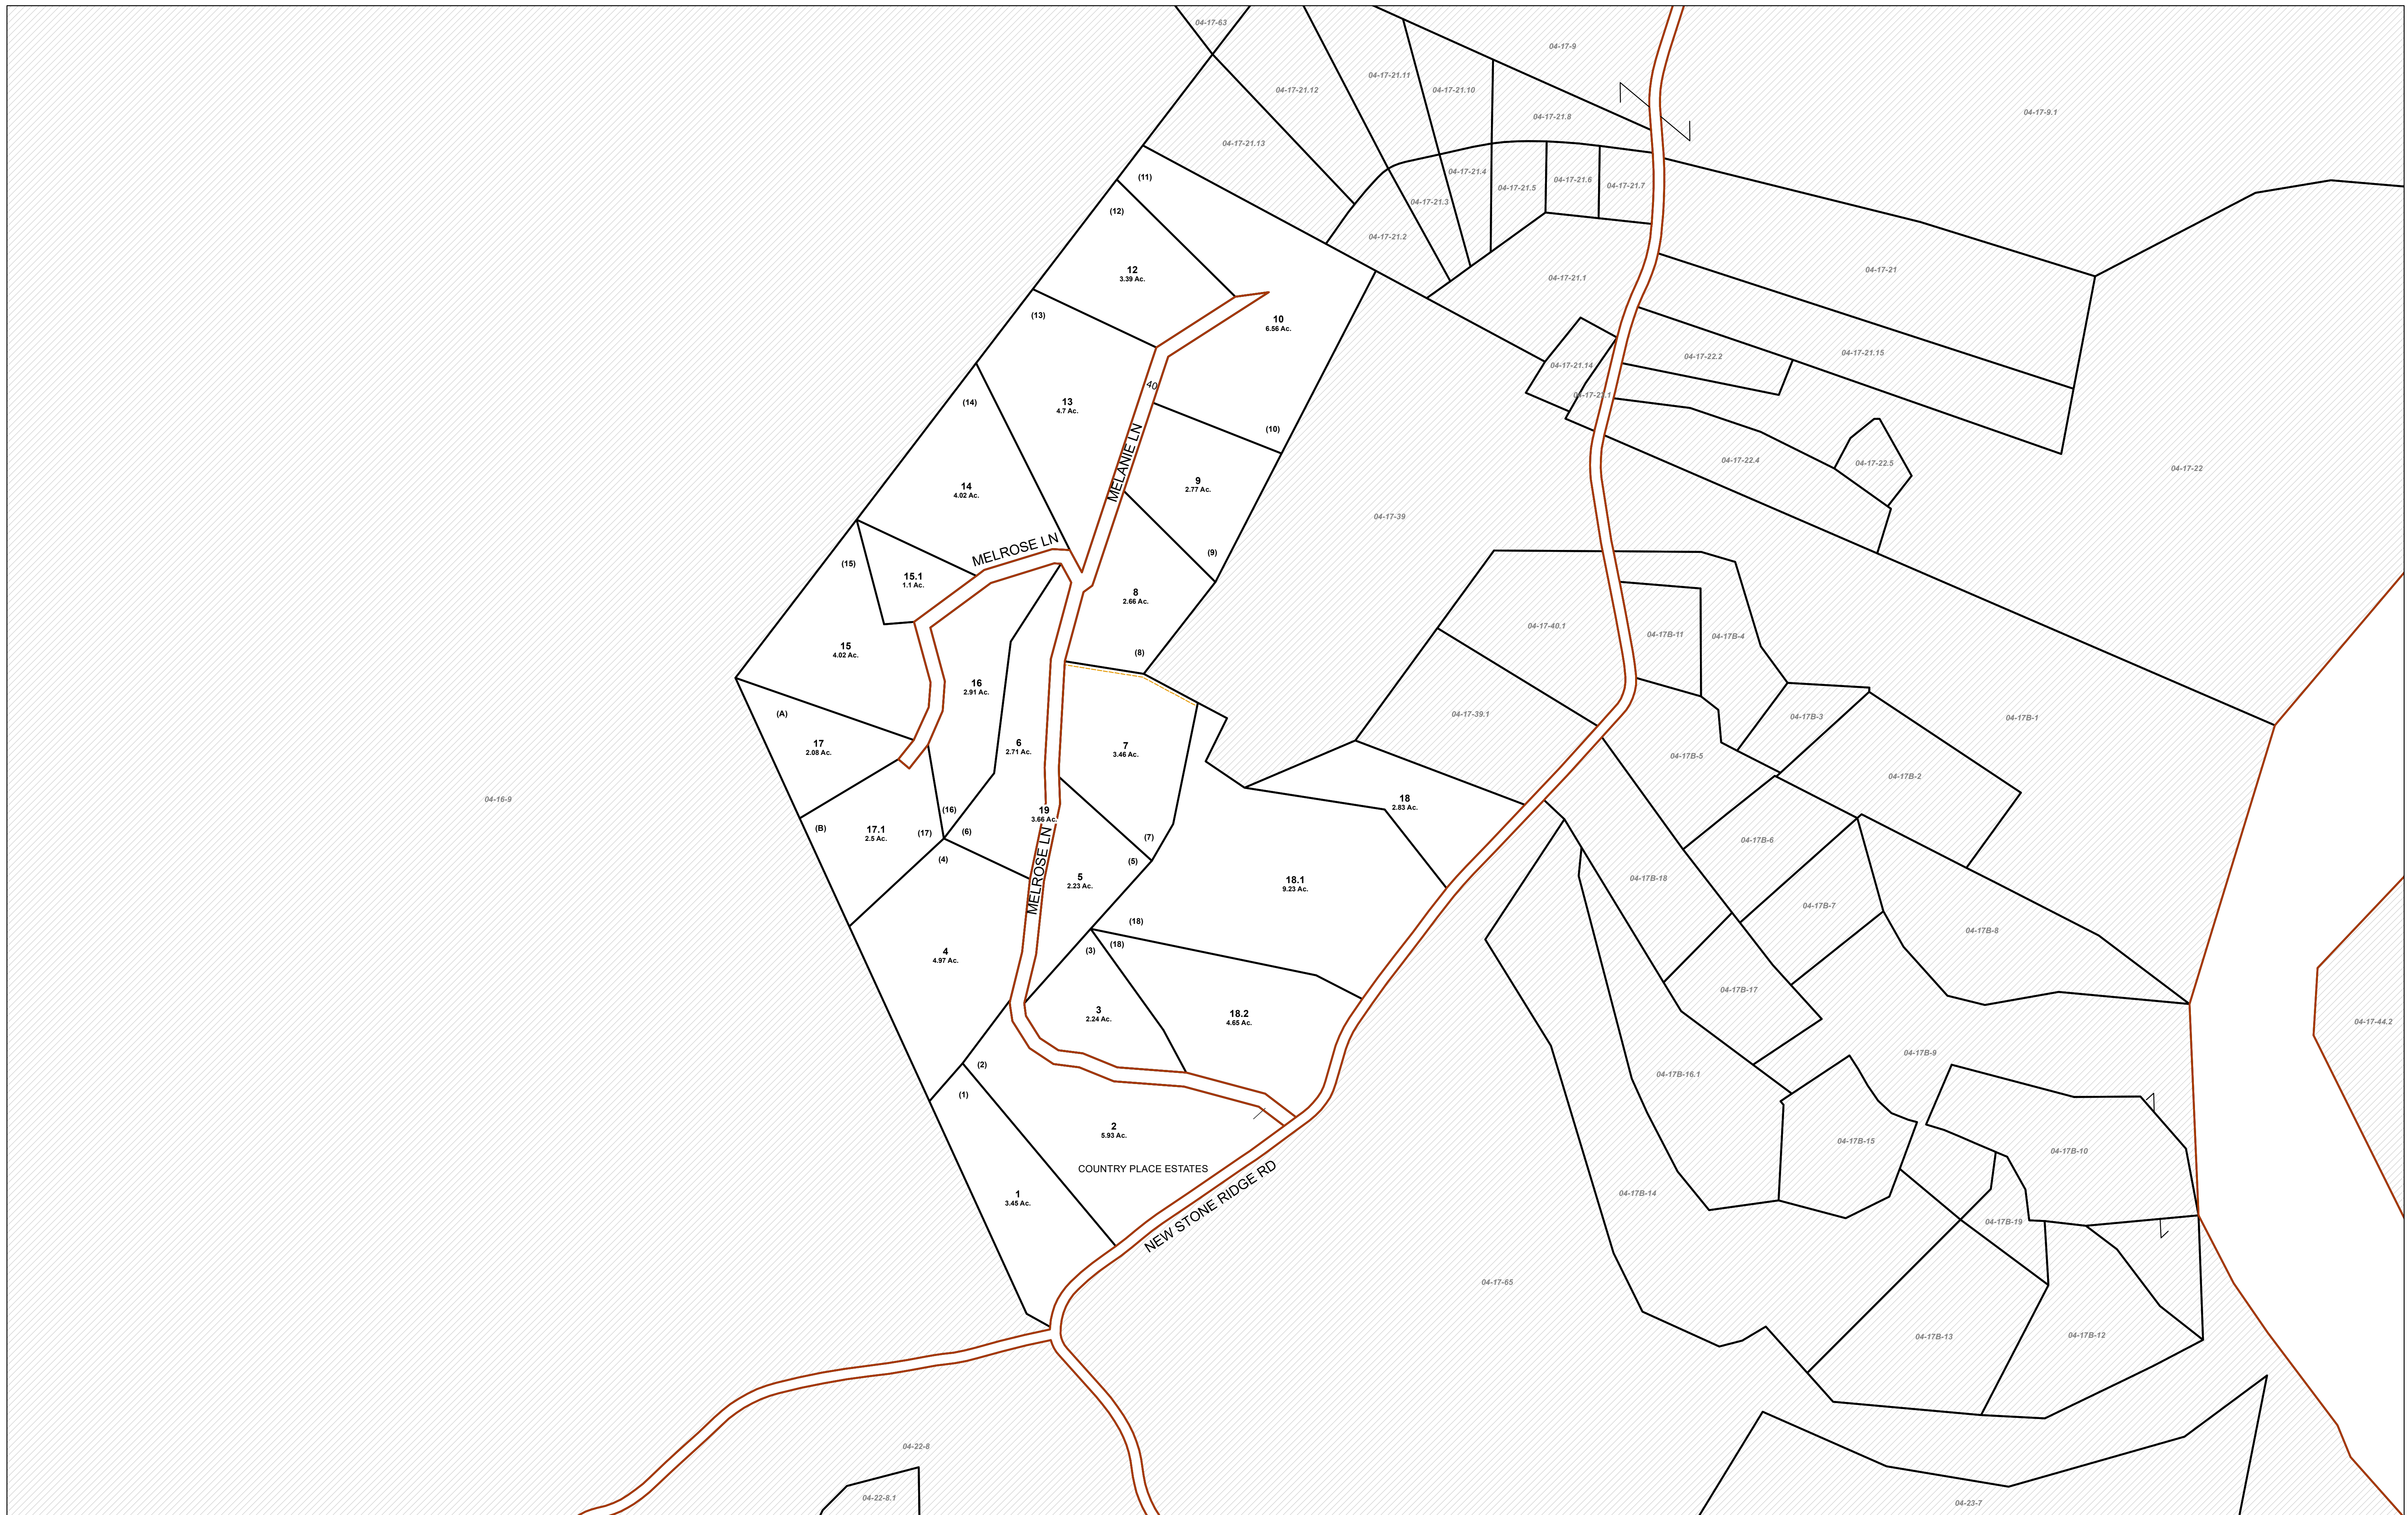 04-17-63
04-17-9
04-17-21.11
04-17-21.12
04-17-21.10
04-17-9.1
04-17-21.8
04-17-21.13
04-17-21.4
(11)
04-17-21.6
04-17-21.7
04-17-21.5
04-17-21.3
(12)
04-17-21.2
12
3.39 Ac.
04-17-21
04-17-21.1
(13)
10
6.56 Ac.
04-17-21.15
04-17-22.2
04-17-21.14
40
(14)
13
4.7 Ac.
(10)
MELANIE LN
04-17-22.4
04-17-22.5
04-17-22
9
2.77 Ac.
14
4.02 Ac.
04-17-39
MELROSE LN
(9)
(15)
15.1
1.1 Ac.
8
2.66 Ac.
04-17-40.1
04-17B-11
04-17B-4
15
4.02 Ac.
(8)
16
2.91 Ac.
(A)
04-17-39.1
04-17B-3
04-17B-1
17
2.08 Ac.
6
2.71 Ac.
7
3.46 Ac.
04-17B-5
04-17B-2
04-16-9
18
2.83 Ac.
(16)
19
3.66 Ac.
(B)
17.1
2.5 Ac.
(17)
(6)
(7)
04-17B-6
(4)
(5)
MELROSE LN
5
2.23 Ac.
18.1
9.23 Ac.
04-17B-18
04-17B-7
(18)
04-17B-8
(3)
(18)
4
4.97 Ac.
04-17B-17
3
2.24 Ac.
18.2
4.65 Ac.
04-17-44.2
04-17B-9
(2)
04-17B-16.1
(1)
2
5.93 Ac.
04-17B-15
04-17B-10
COUNTRY PLACE ESTATES
1
3.45 Ac.
04-17B-14
NEW STONE RIDGE RD
04-17B-19
04-17-65
04-17B-13
04-17B-12
04-22-8
04-22-8.1
04-23-7